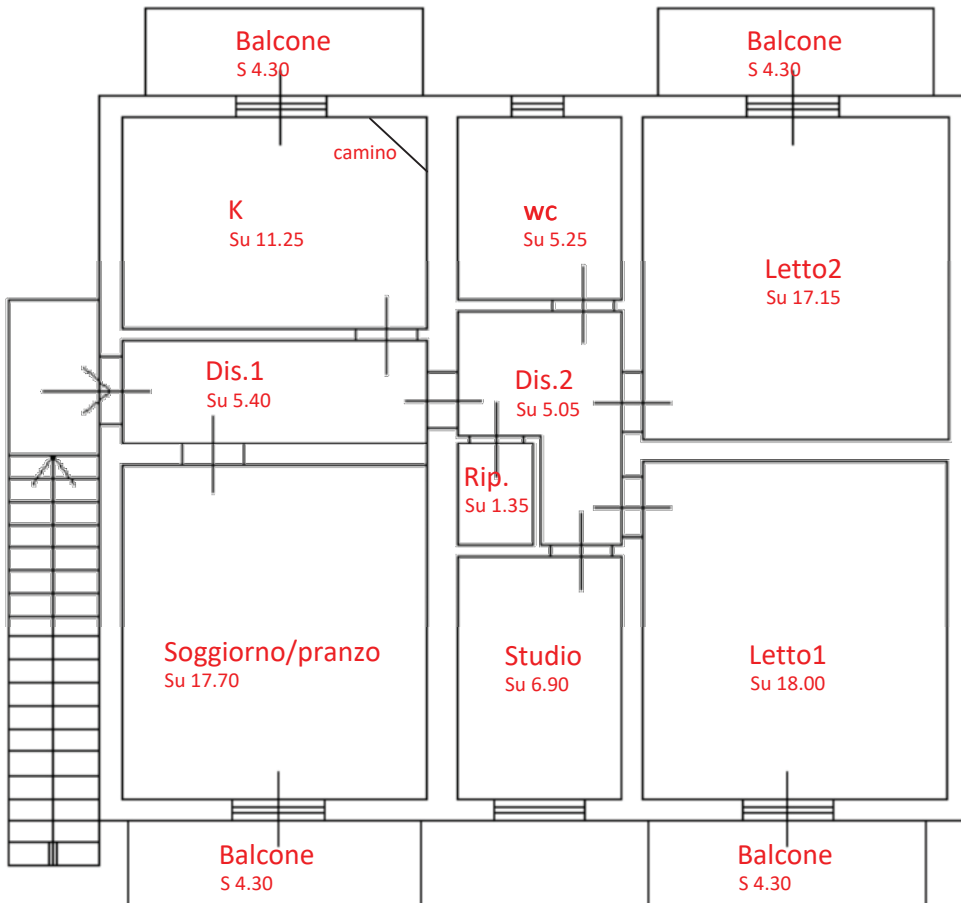 Balcone
S 4.30
Balcone
S 4.30
camino
K
Su 11.25
wc
Su 5.25
Letto2
Su 17.15
Dis.1
Su 5.40
Dis.2
Su 5.05
Rip.
Su 1.35
Soggiorno/pranzo
Su 17.70
Studio
Su 6.90
Letto1
Su 18.00
Balcone
S 4.30
Balcone
S 4.30